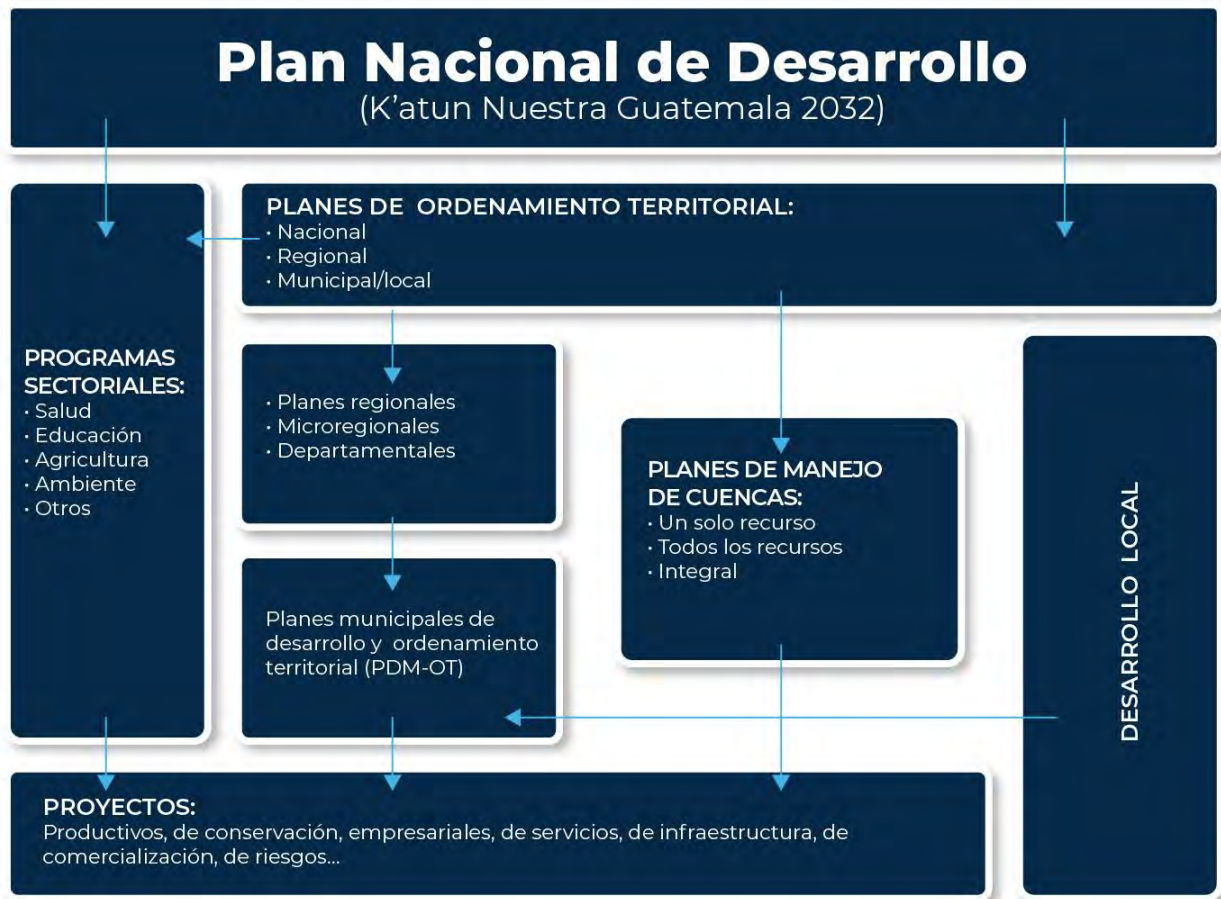 Plan Nacional de Desarrollo
(K'atun Nuestra Guatemala 2032)
PLANES DE ORDENAMIENTO TERRITORIAL:
· Nacional
· Regional
· Municipal/local
PROGRAMAS
SECTORIALES:
· Salud
· Educación
· Agricultura
· Ambiente
· Otros
· Planes regionales
· Microregionales
· Departamentales
Planes municipales de
desarrollo y ordenamiento
territorial (PDM-OT)
PLANES DE MANEJO
DE CUENCAS:
· Un solo recurso
· Todos los recursos
· Integral
DESARROLLO LOCAL
PROYECTOS:
Productivos, de conservación, empresariales, de servicios, de infraestructura, de
comercialización, de riesgos...